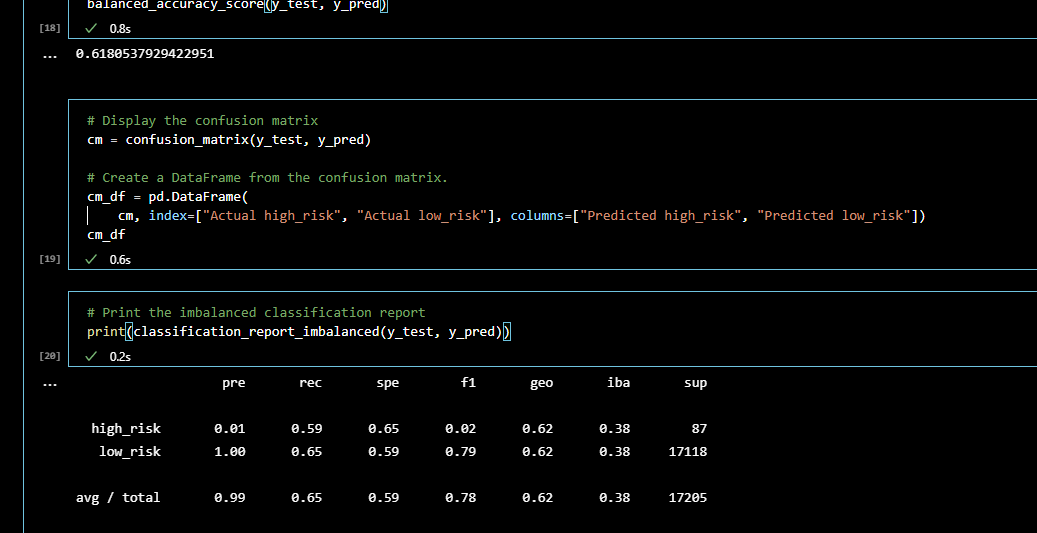 balanced_accuracy_score(y_test, y_pred)
[18] ✓ 0.8s
... 0.6180537929422951
# Display the confusion matrix
cm = confusion_matrix(y_test, y_pred)
# Create a DataFrame from the confusion matrix.
cm_df = pd.DataFrame(
cm, index=["Actual high_risk", "Actual low_risk"], columns=["Predicted high_risk", "Predicted low_risk"])
cm_df
[19] ✓ 0.6s
# Print the imbalanced classification report
print(classification_report_imbalanced(y_test, y_pred))
[20] ✓ 0.2s
... pre rec spe f1 geo iba sup
high_risk 0.01 0.59 0.65 0.02 0.62 0.38 87
low_risk 1.00 0.65 0.59 0.79 0.62 0.38 17118
avg / total 0.99 0.65 0.59 0.78 0.62 0.38 17205